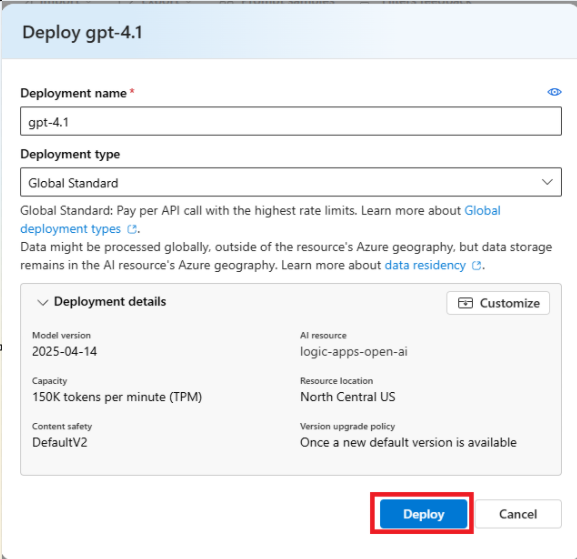 Deploy gpt-4.1
Deployment name *
gpt-4.1
Deployment type
Global Standard
Global Standard: Pay per API call with the highest rate limits. Learn more about Global
deployment types.
Data might be processed globally, outside of the resource's Azure geography, but data storage
remains in the AI resource's Azure geography. Learn more about data residency.
Deployment details
Customize
Model version
2025-04-14
AI resource
logic-apps-open-ai
Capacity
150K tokens per minute (TPM)
Resource location
North Central US
Content safety
DefaultV2
Version upgrade policy
Once a new default version is available
Deploy
Cancel